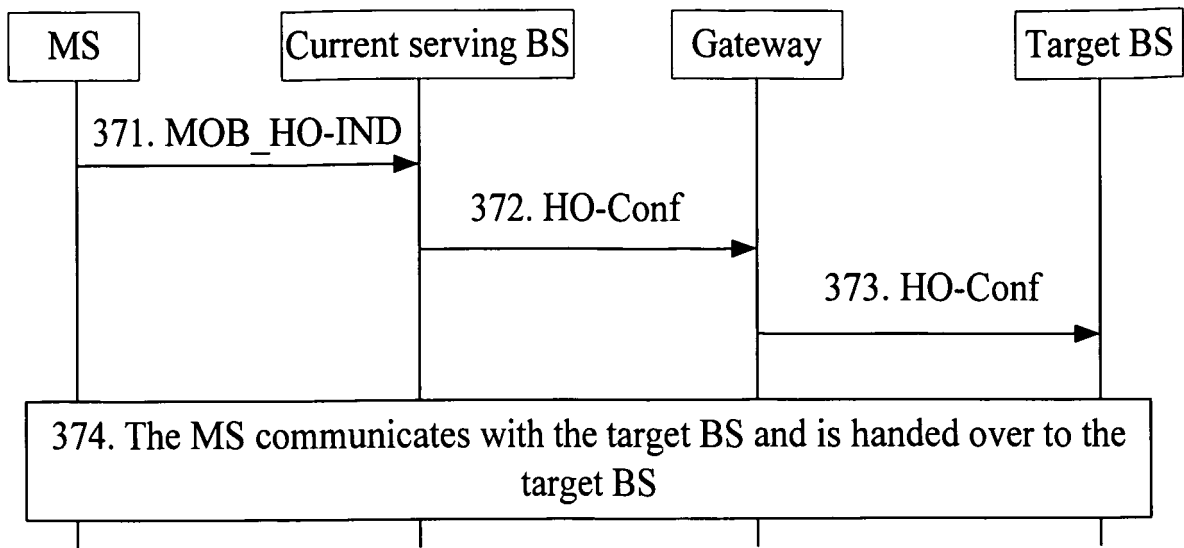 MS
Current serving BS
Gateway
Target BS
371. MOB_HO-IND
372. HO-Conf
373. HO-Conf
374. The MS communicates with the target BS and is handed over to the
target BS